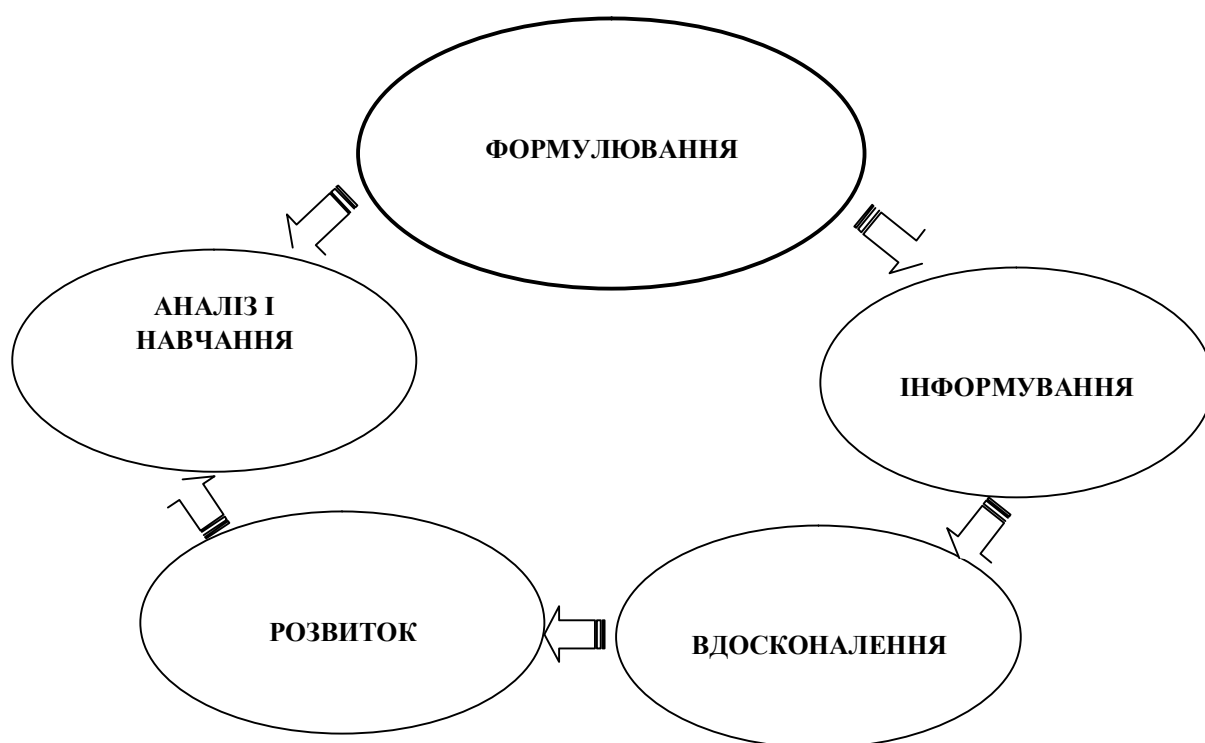 ФОРМУЛЮВАННЯ
АНАЛІЗ І
НАВЧАННЯ
ІНФОРМУВАННЯ
РОЗВИТОК
ВДОСКОНАЛЕННЯ